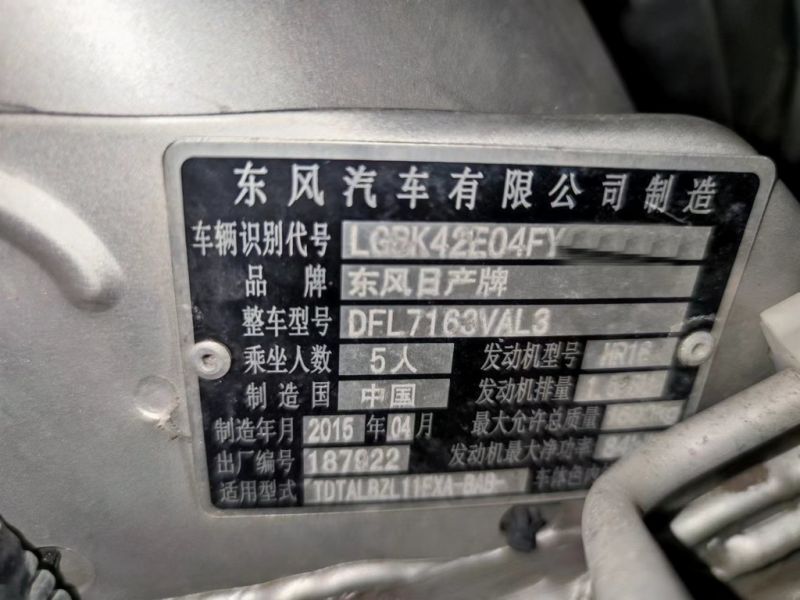 东风汽车有限公司制造
车辆识别代号 LGBK42E04FY
品牌 东风日产牌
整车型号 DFL7163VAL3
乘坐人数 5人 发动机型号 HR16
制造国 中国 发动机排量
制造年月 2015 年 04 月 最大允许总质量
出厂编号 187922 发动机最大净功率
适用型式 TDTALBZL11FXA-BAB- 车体色